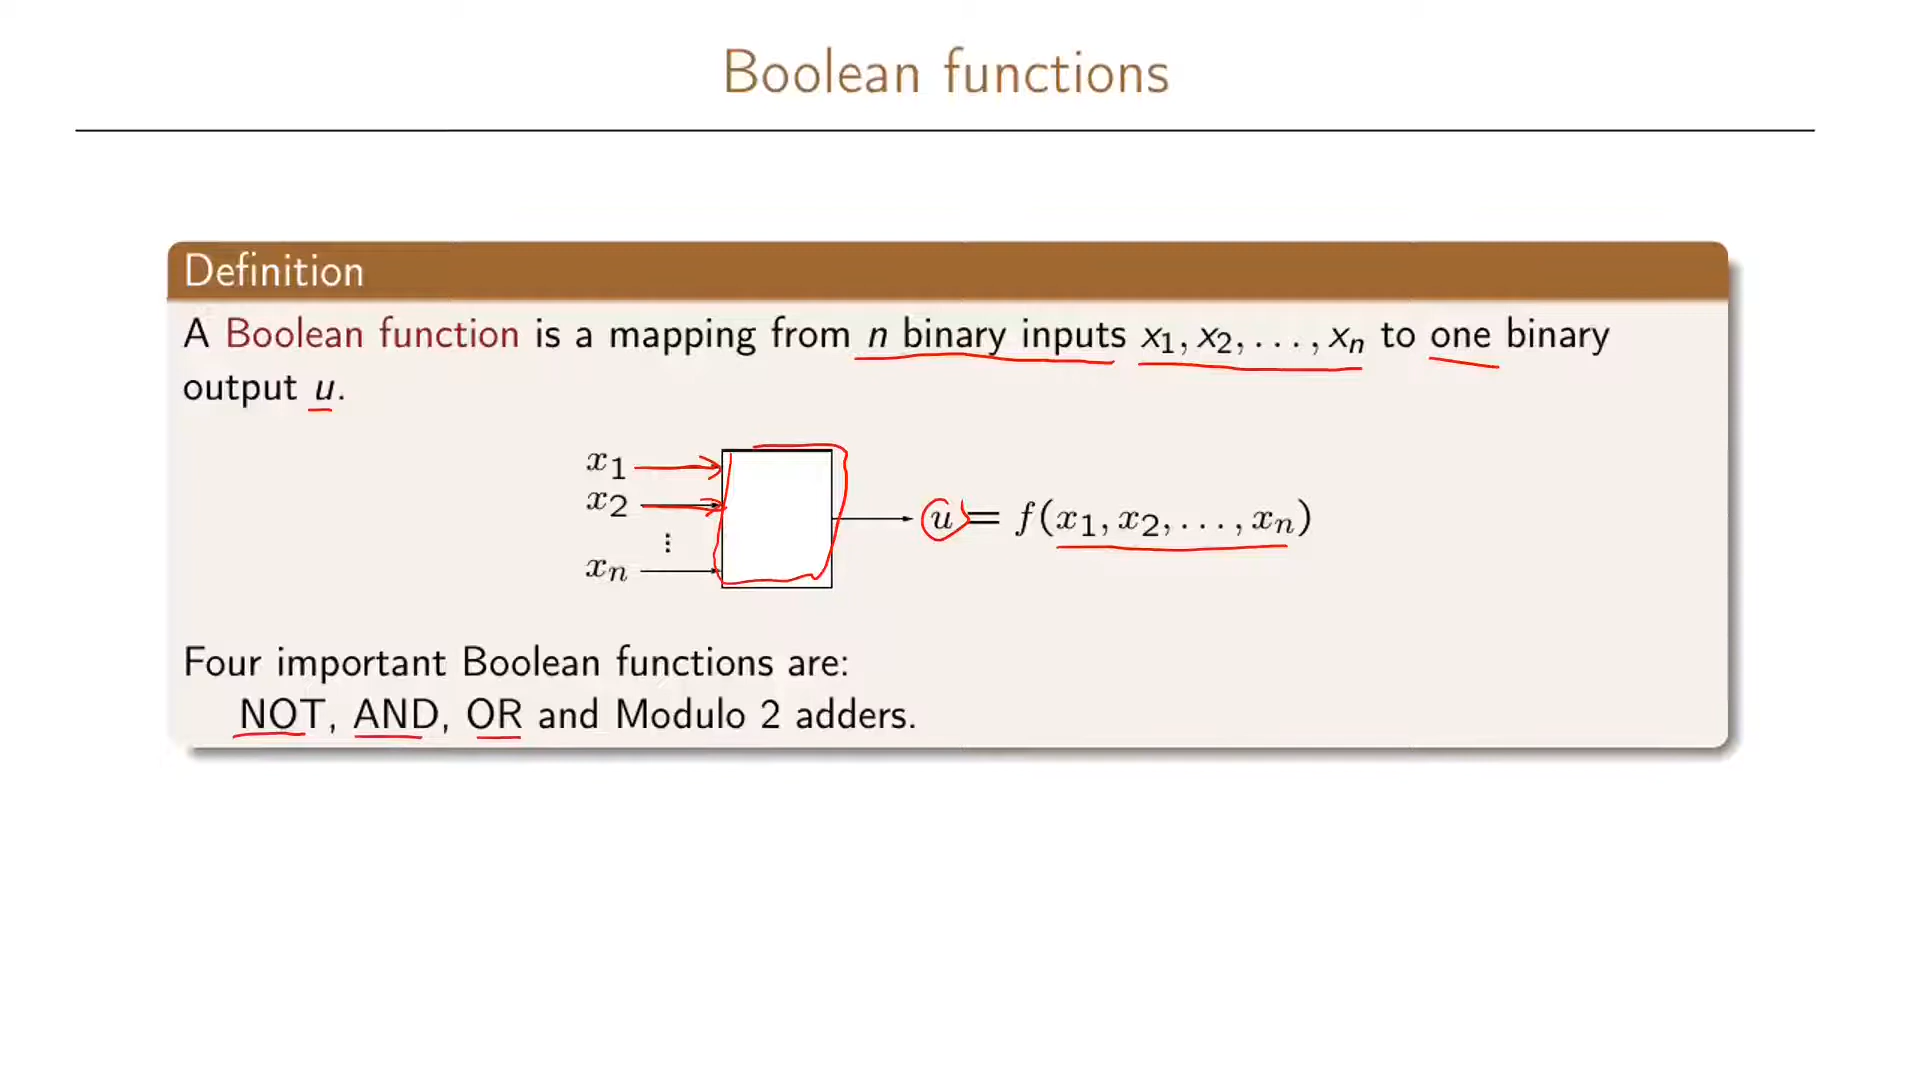 Boolean functions
Definition
A Boolean function is a mapping from n binary inputs x₁, x₂, . . . , xₙ to one binary
output u.
x₁
x₂
⋮
xₙ
u = f(x₁, x₂, . . . , xₙ)
Four important Boolean functions are:
NOT, AND, OR and Modulo 2 adders.